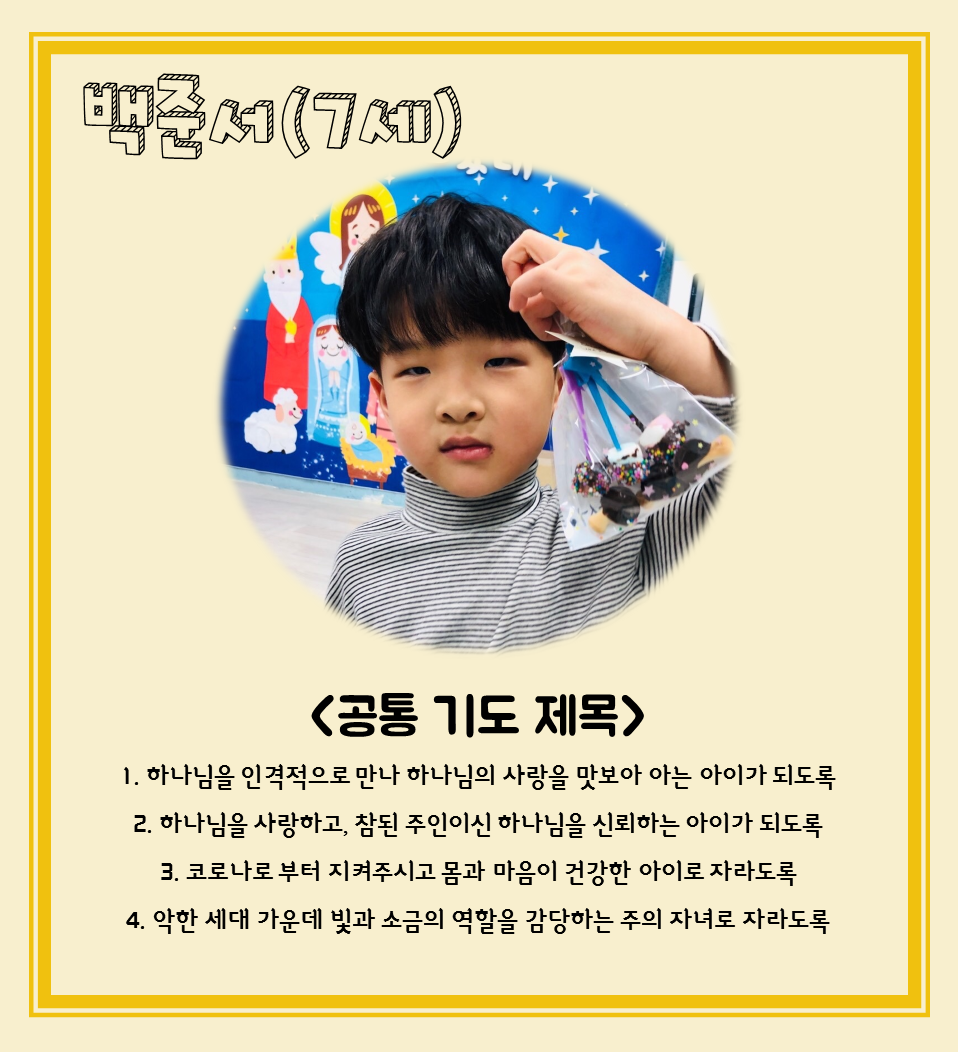 백준서(7세)
<공통 기도 제목>
1. 하나님을 인격적으로 만나 하나님의 사랑을 맛보아 아는 아이가 되도록
2. 하나님을 사랑하고, 참된 주인이신 하나님을 신뢰하는 아이가 되도록
3. 코로나로 부터 지켜주시고 몸과 마음이 건강한 아이로 자라도록
4. 악한 세대 가운데 빛과 소금의 역할을 감당하는 주의 자녀로 자라도록